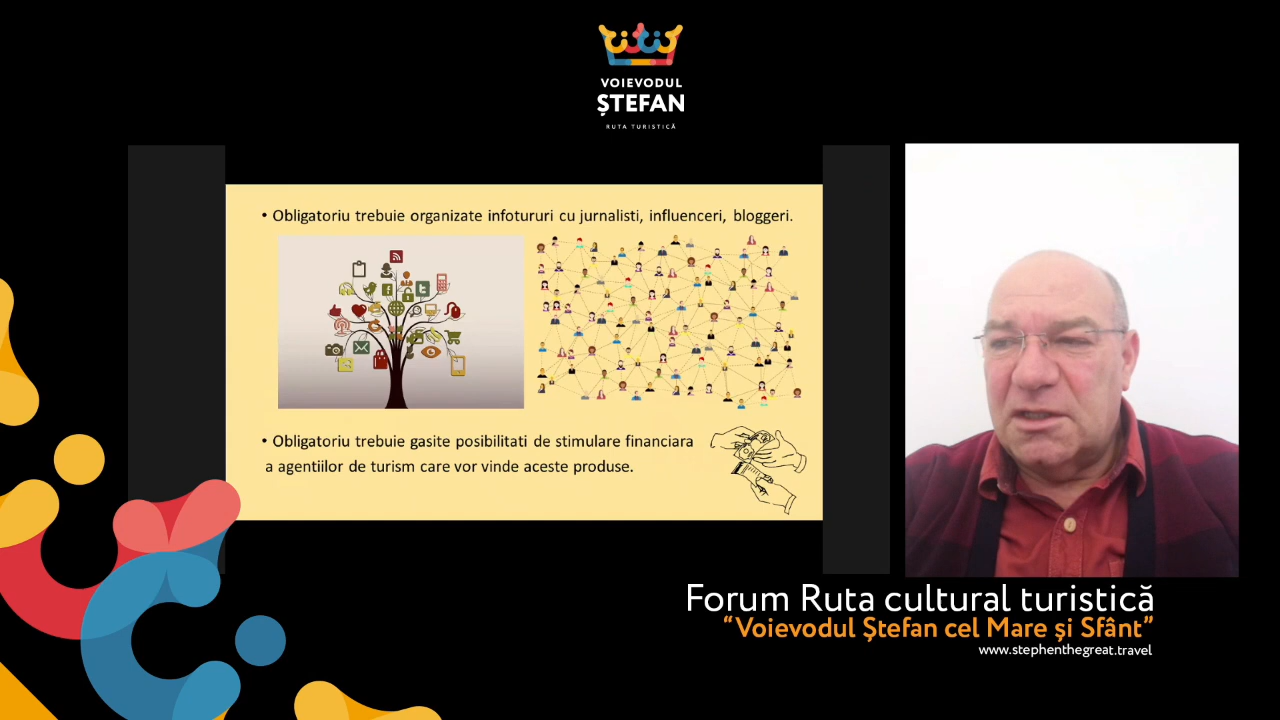 VOIEVODUL
ȘTEFAN
RUTA TURISTICĂ
• Obligatoriu trebuie organizate infotururi cu jurnalisti, influenceri, bloggeri.
• Obligatoriu trebuie gasite posibilitati de stimulare financiara
a agentiilor de turism care vor vinde aceste produse.
Forum Ruta cultural turistică
“Voievodul Ștefan cel Mare și Sfânt”
www.stephenthegreat.travel